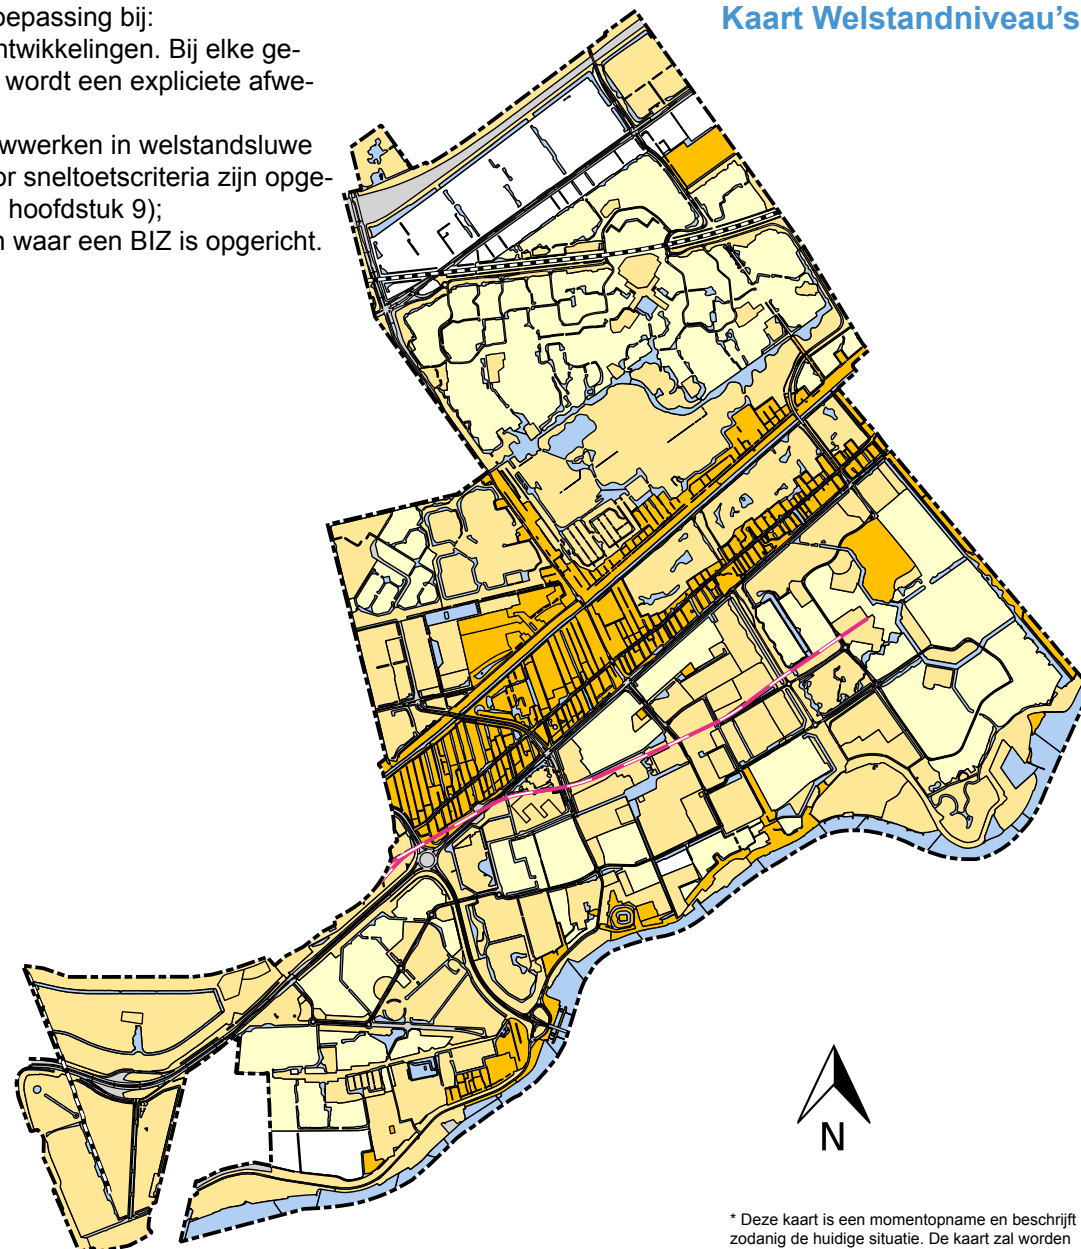 epassing bij:
ntwikkelingen. Bij elke ge-
wordt een expliciete afwe-
wwerken in welstandsluwe
or sneltoetscriteria zijn opge-
hoofdstuk 9);
n waar een BIZ is opgericht.
Kaart Welstandniveau's
N
* Deze kaart is een momentopname en beschrijft
zodanig de huidige situatie. De kaart zal worden